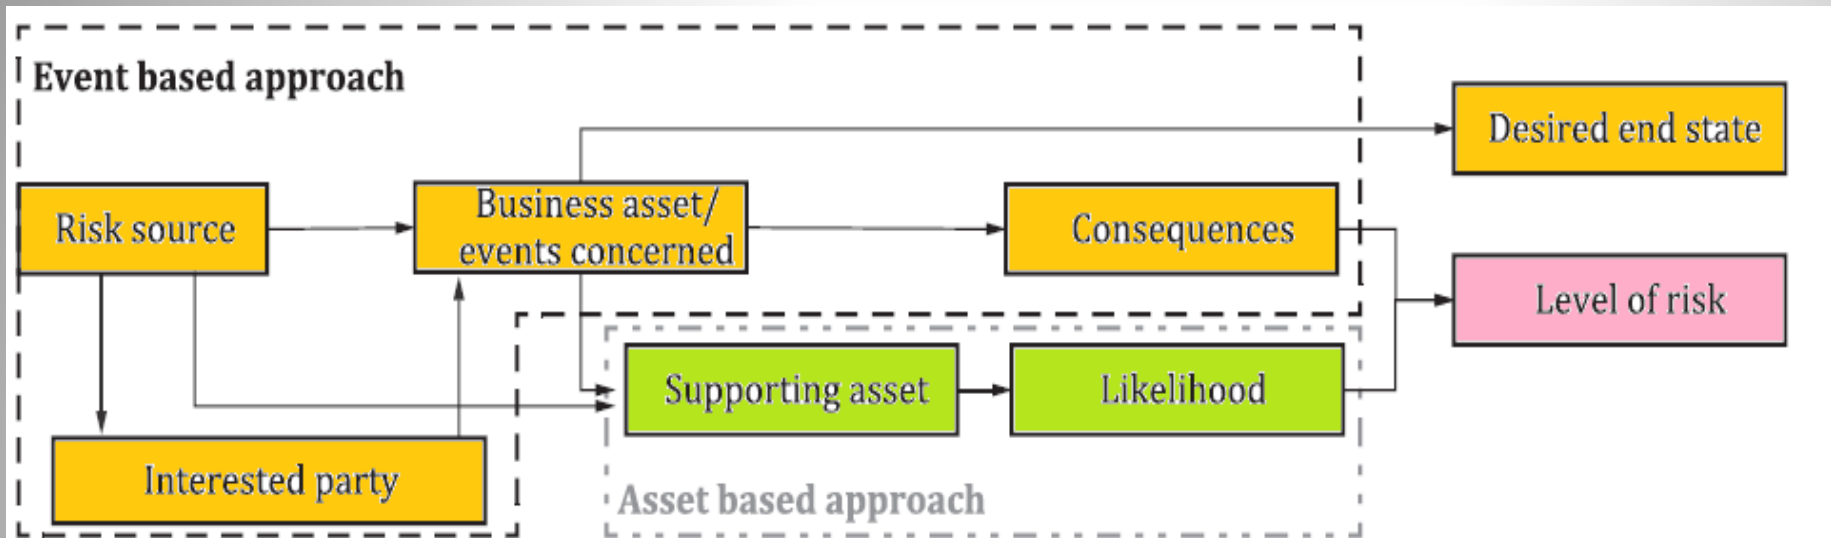 Event based approach
Desired end state
Risk source
Business asset/
events concerned
Consequences
Level of risk
Supporting asset
Likelihood
Interested party
Asset based approach